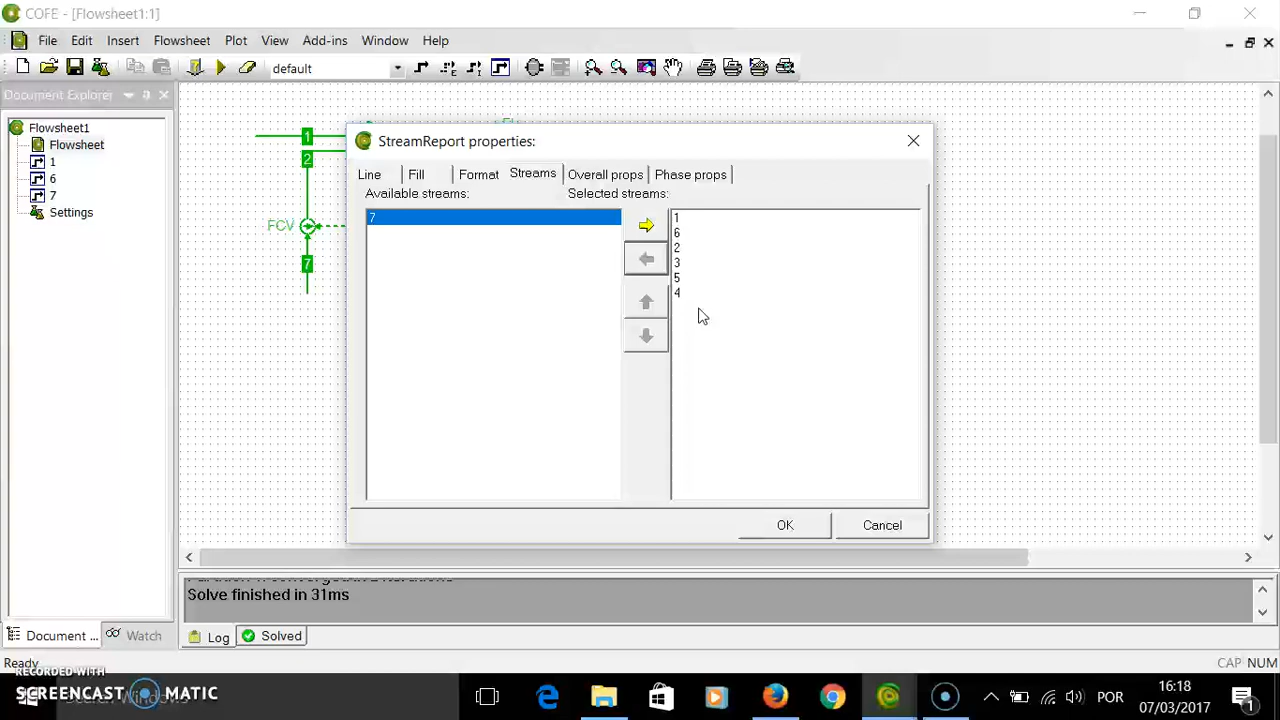 COFE - [Flowsheet1:1]
File Edit Insert Flowsheet Plot View Add-ins Window Help
default
Document Explorer
Flowsheet1
Flowsheet
1
6
7
Settings
1
2
FCV
7
StreamReport properties:
Line Fill Format Streams Overall props Phase props
Available streams: Selected streams:
7
1
6
2
3
5
4
OK Cancel
Solve finished in 31ms
Document ... Watch Log Solved
Ready CAP NUM
RECORDED WITH
SCREENCAST MATIC
Search Windows
POR
16:18
07/03/2017
1